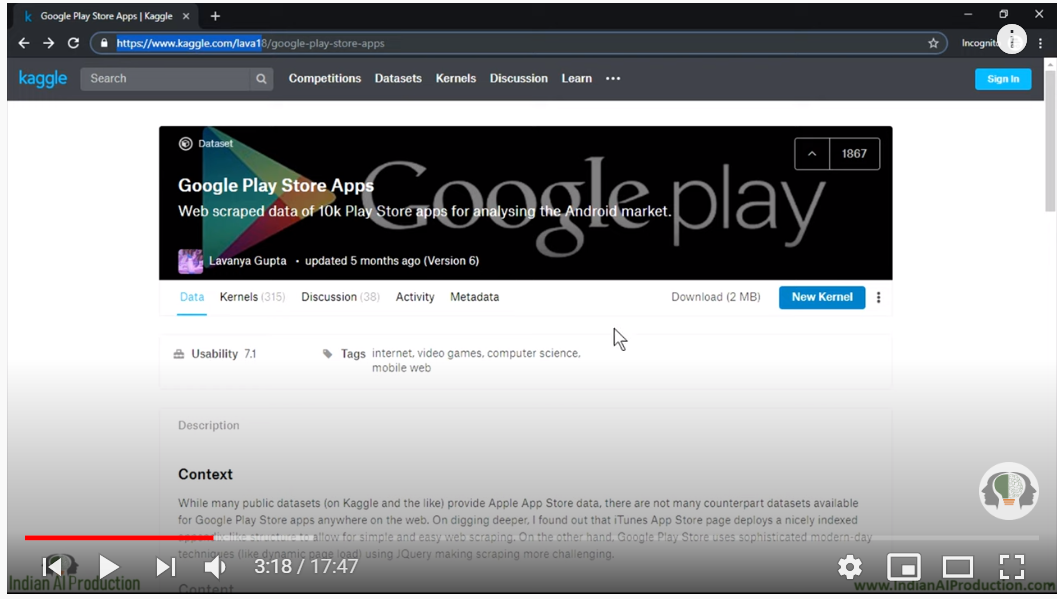 Google Play Store Apps | Kaggle
https://www.kaggle.com/lava18/google-play-store-apps
Incognito
kaggle Search Competitions Datasets Kernels Discussion Learn ••• Sign In
Dataset
1867
Google play
Google Play Store Apps
Web scraped data of 10k Play Store apps for analysing the Android market.
Lavanya Gupta • updated 5 months ago (Version 6)
Data Kernels (315) Discussion (38) Activity Metadata Download (2 MB) New Kernel
Usability 7.1 Tags internet, video games, computer science,
mobile web
Description
Context
While many public datasets (on Kaggle and the like) provide Apple App Store data, there are not many counterpart datasets available
for Google Play Store apps anywhere on the web. On digging deeper, I found out that iTunes App Store page deploys a nicely indexed
allow for simple and easy web scraping. On the other hand, Google Play Store uses sophisticated modern-day
techniques (like dynamic page load) using JQuery making scraping more challenging.
3:18 / 17:47
Indian AI Production
www.IndianAIProduction.com
Content